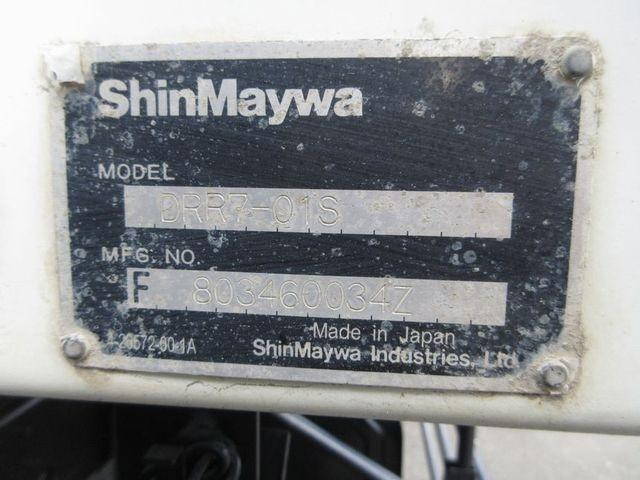 ShinMaywa
MODEL
DRR7-01S
MFG. NO.
F 803460034Z
Made in Japan
ShinMaywa Industries, Ltd